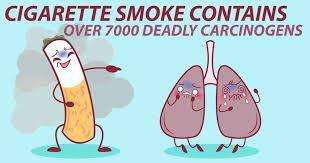 CIGARETTE SMOKE CONTAINS
OVER 7000 DEADLY CARCINOGENS